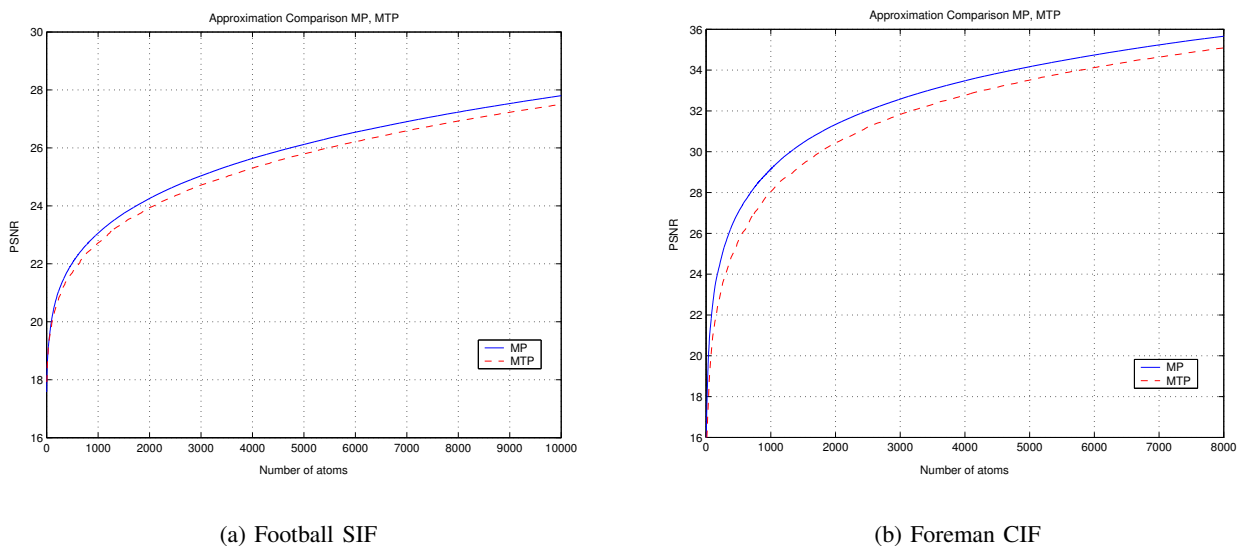 Approximation Comparison MP, MTP
30
28
26
24
22
20
18
16
PSNR
0 1000 2000 3000 4000 5000 6000 7000 8000 9000 10000
Number of atoms
MP
MTP
(a) Football SIF
Approximation Comparison MP, MTP
36
34
32
30
28
26
24
22
20
18
16
PSNR
0 1000 2000 3000 4000 5000 6000 7000 8000
Number of atoms
MP
MTP
(b) Foreman CIF